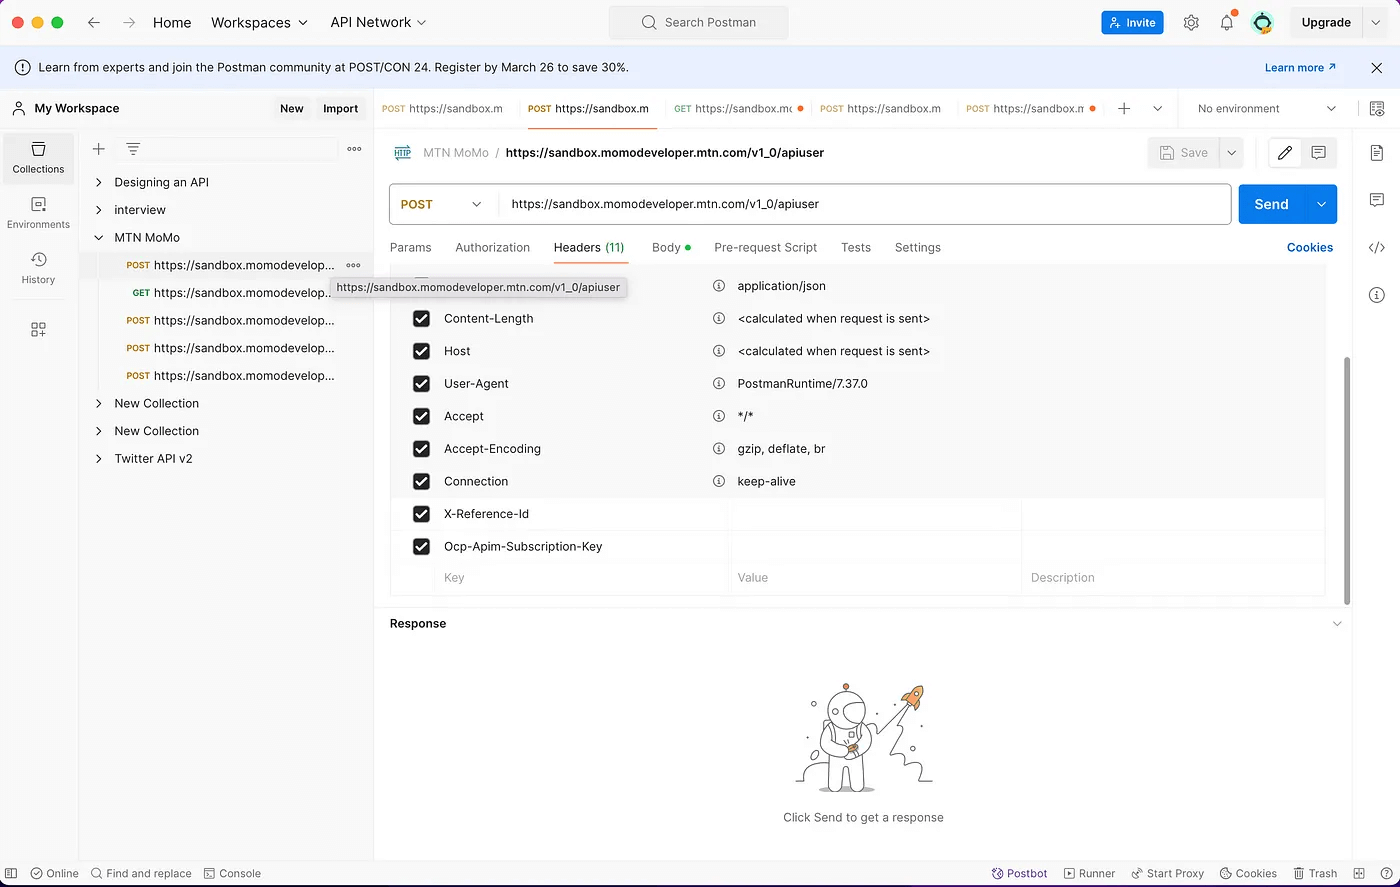 Home Workspaces API Network Search Postman Invite Upgrade
Learn from experts and join the Postman community at POST/CON 24. Register by March 26 to save 30%. Learn more
My Workspace New Import
POST https://sandbox.m POST https://sandbox.m GET https://sandbox.mc POST https://sandbox.m POST https://sandbox.m No environment
Collections
Environments
History
Designing an API
interview
MTN MoMo
POST https://sandbox.momodevelop...
GET https://sandbox.momodevelop..
POST https://sandbox.momodevelop...
POST https://sandbox.momodevelop...
POST https://sandbox.momodevelop...
New Collection
New Collection
Twitter API v2
HTTP MTN MoMo / https://sandbox.momodeveloper.mtn.com/v1_0/apiuser Save
POST https://sandbox.momodeveloper.mtn.com/v1_0/apiuser Send
Params Authorization Headers (11) Body Pre-request Script Tests Settings Cookies
https://sandbox.momodeveloper.mtn.com/v1_0/apiuser application/json
Content-Length <calculated when request is sent>
Host <calculated when request is sent>
User-Agent PostmanRuntime/7.37.0
Accept */*
Accept-Encoding gzip, deflate, br
Connection keep-alive
X-Reference-Id
Ocp-Apim-Subscription-Key
Key Value Description
Response
Click Send to get a response
Online Find and replace Console Postbot Runner Start Proxy Cookies Trash